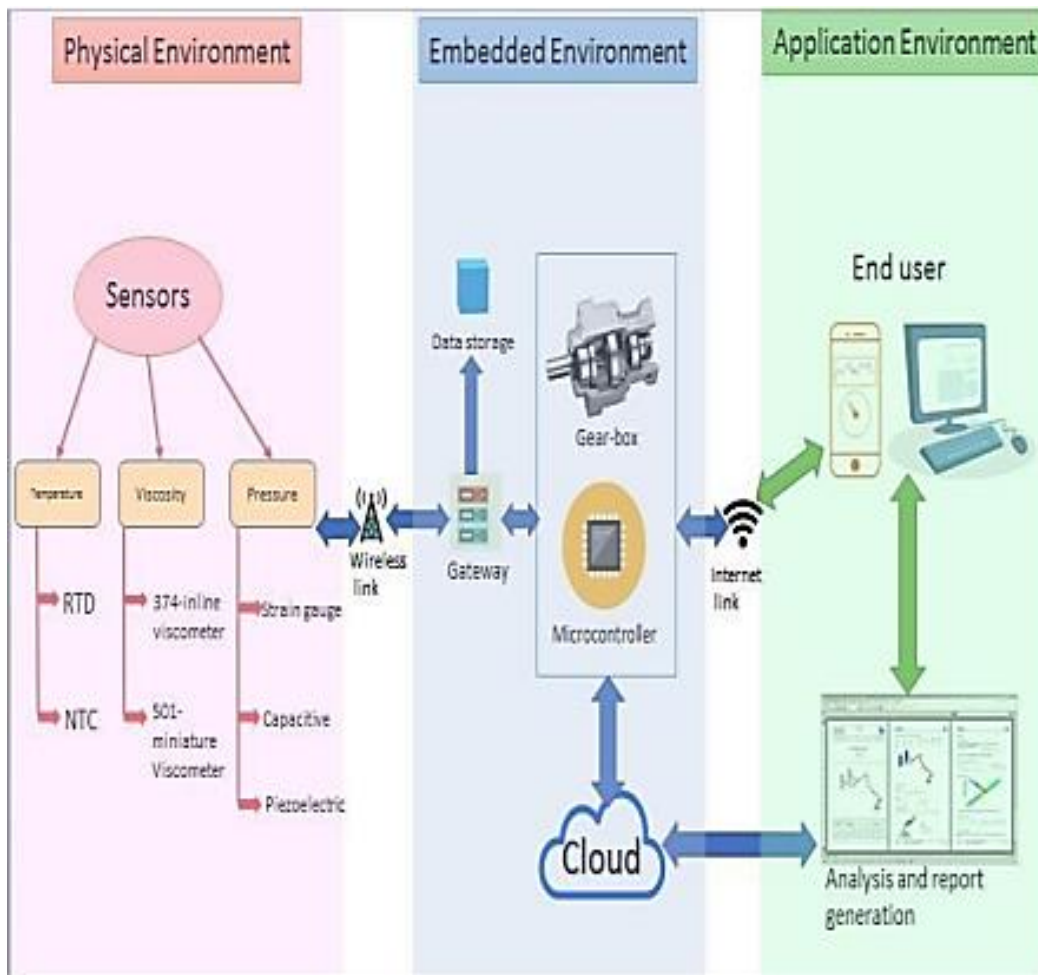 Physical Environment
Embedded Environment
Application Environment
Sensors
Temperature
Viscosity
Pressure
RTD
NTC
374-inline
viscometer
501-
miniature
Viscometer
Strain gauge
Capacitive
Piezoelectric
Wireless
link
Data storage
Gateway
Gear-box
Microcontroller
Cloud
Internet
link
End user
Analysis and report
generation